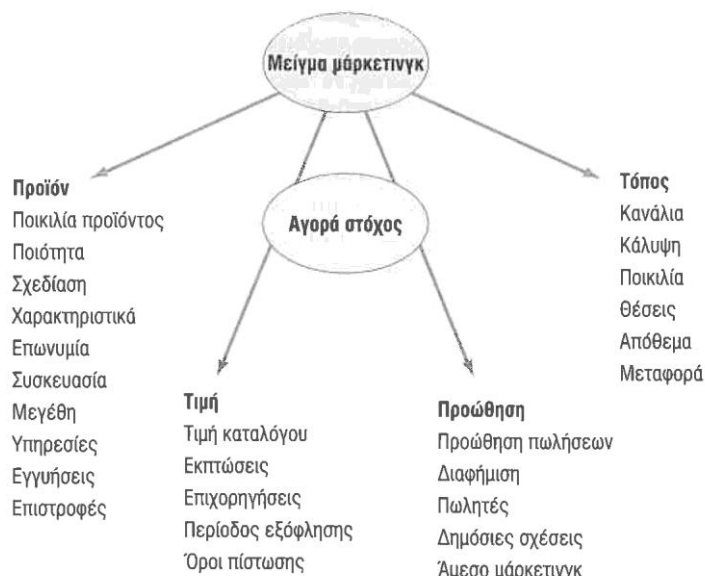 Μείγμα μάρκετινγκ
Αγορά στόχος
Προϊόν
Ποικιλία προϊόντος
Ποιότητα
Σχεδίαση
Χαρακτηριστικά
Επωνυμία
Συσκευασία
Μεγέθη
Υπηρεσίες
Εγγυήσεις
Επιστροφές
Τιμή
Τιμή καταλόγου
Εκπτώσεις
Επιχορηγήσεις
Περίοδος εξόφλησης
Όροι πίστωσης
Προώθηση
Προώθηση πωλήσεων
Διαφήμιση
Πωλητές
Δημόσιες σχέσεις
Άμεσο μάρκετινγκ
Τόπος
Κανάλια
Κάλυψη
Ποικιλία
Θέσεις
Απόθεμα
Μεταφορά